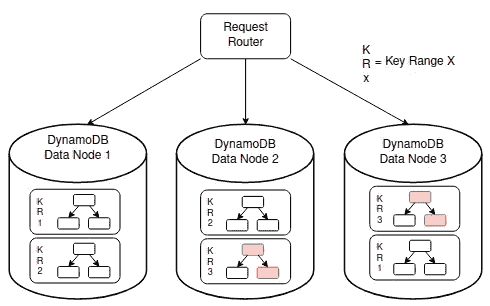 Request
Router
K
R = Key Range X
x
DynamoDB
Data Node 1
DynamoDB
Data Node 2
DynamoDB
Data Node 3
K
R
1
K
R
2
K
R
2
K
R
3
K
R
3
K
R
1